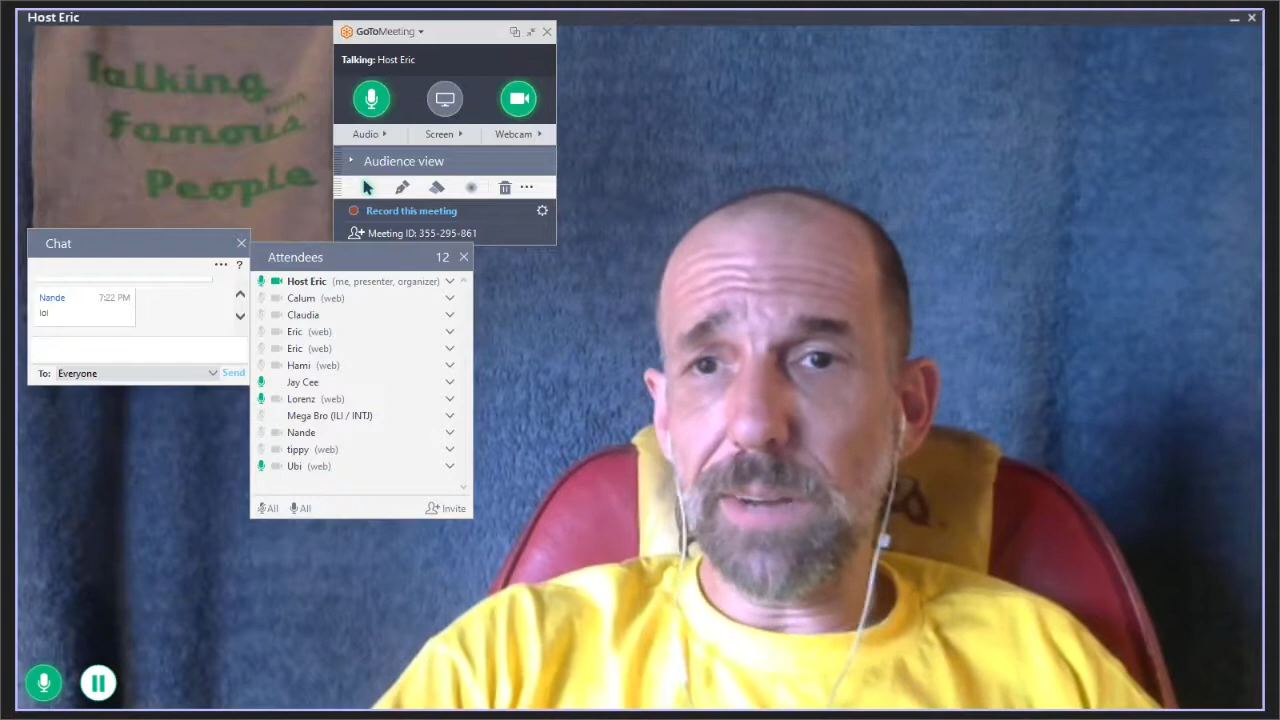 Host Eric
Talking
Famous
People
GoToMeeting
Talking: Host Eric
Audio
Screen
Webcam
Audience view
Record this meeting
Meeting ID: 355-295-861
Chat
?
Nande 7:22 PM
lol
To: Everyone Send
Attendees 12
Host Eric (me, presenter, organizer)
Calum (web)
Claudia
Eric (web)
Eric (web)
Hami (web)
Jay Cee
Lorenz (web)
Mega Bro (ILI / INTJ)
Nande
tippy (web)
Ubi (web)
All All Invite